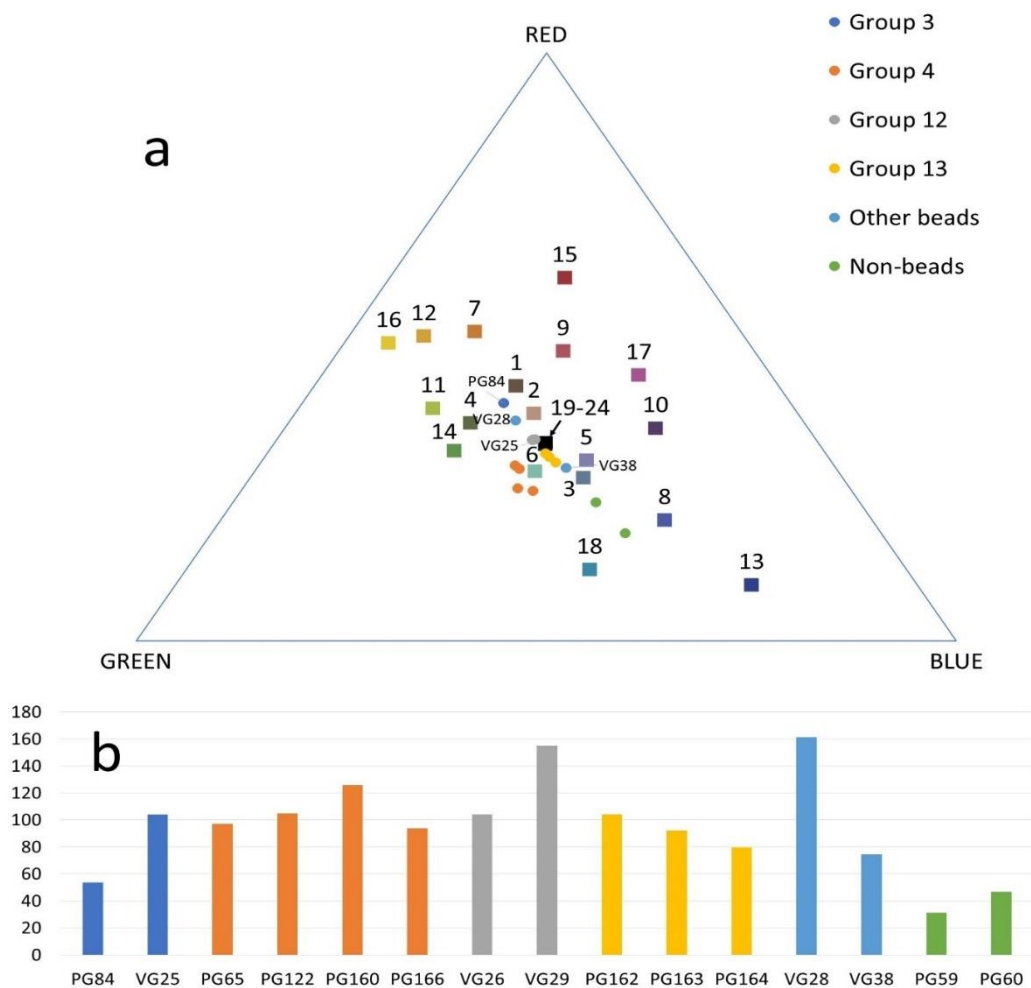 RED
a
Group 3
Group 4
Group 12
Group 13
Other beads
Non-beads
15
16 12 7
9
17
1
PG84
11 4 2
VG28
19-24
10
14
VG25
6 5
VG38
3
8
18
13
GREEN
BLUE
b
180
160
140
120
100
80
60
40
20
0
PG84 VG25 PG65 PG122 PG160 PG166 VG26 VG29 PG162 PG163 PG164 VG28 VG38 PG59 PG60